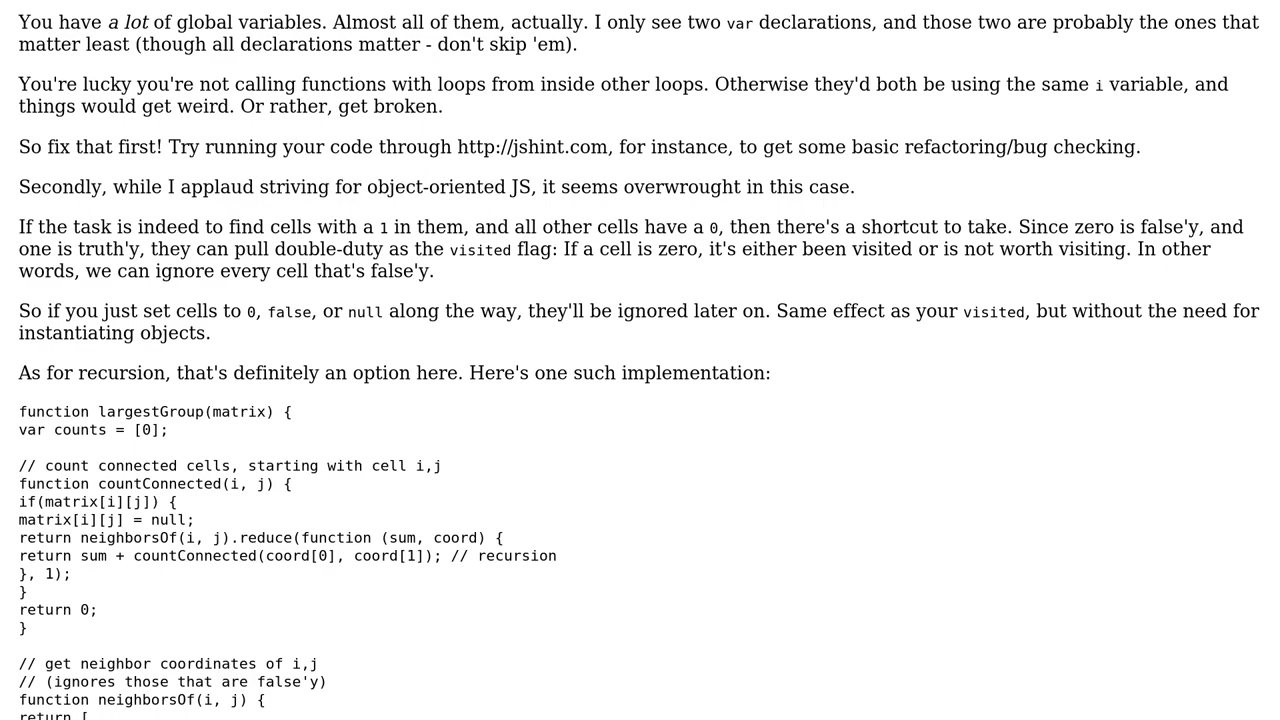 You have a lot of global variables. Almost all of them, actually. I only see two var declarations, and those two are probably the ones that
matter least (though all declarations matter - don't skip 'em).
You're lucky you're not calling functions with loops from inside other loops. Otherwise they'd both be using the same i variable, and
things would get weird. Or rather, get broken.
So fix that first! Try running your code through http://jshint.com, for instance, to get some basic refactoring/bug checking.
Secondly, while I applaud striving for object-oriented JS, it seems overwrought in this case.
If the task is indeed to find cells with a 1 in them, and all other cells have a 0, then there's a shortcut to take. Since zero is false'y, and
one is truth'y, they can pull double-duty as the visited flag: If a cell is zero, it's either been visited or is not worth visiting. In other
words, we can ignore every cell that's false'y.
So if you just set cells to 0, false, or null along the way, they'll be ignored later on. Same effect as your visited, but without the need for
instantiating objects.
As for recursion, that's definitely an option here. Here's one such implementation:
function largestGroup(matrix) {
var counts = [0];
// count connected cells, starting with cell i,j
function countConnected(i, j) {
if(matrix[i][j]) {
matrix[i][j] = null;
return neighborsOf(i, j).reduce(function (sum, coord) {
return sum + countConnected(coord[0], coord[1]); // recursion
}, 1);
}
return 0;
}
// get neighbor coordinates of i,j
// (ignores those that are false'y)
function neighborsOf(i, j) {
return [